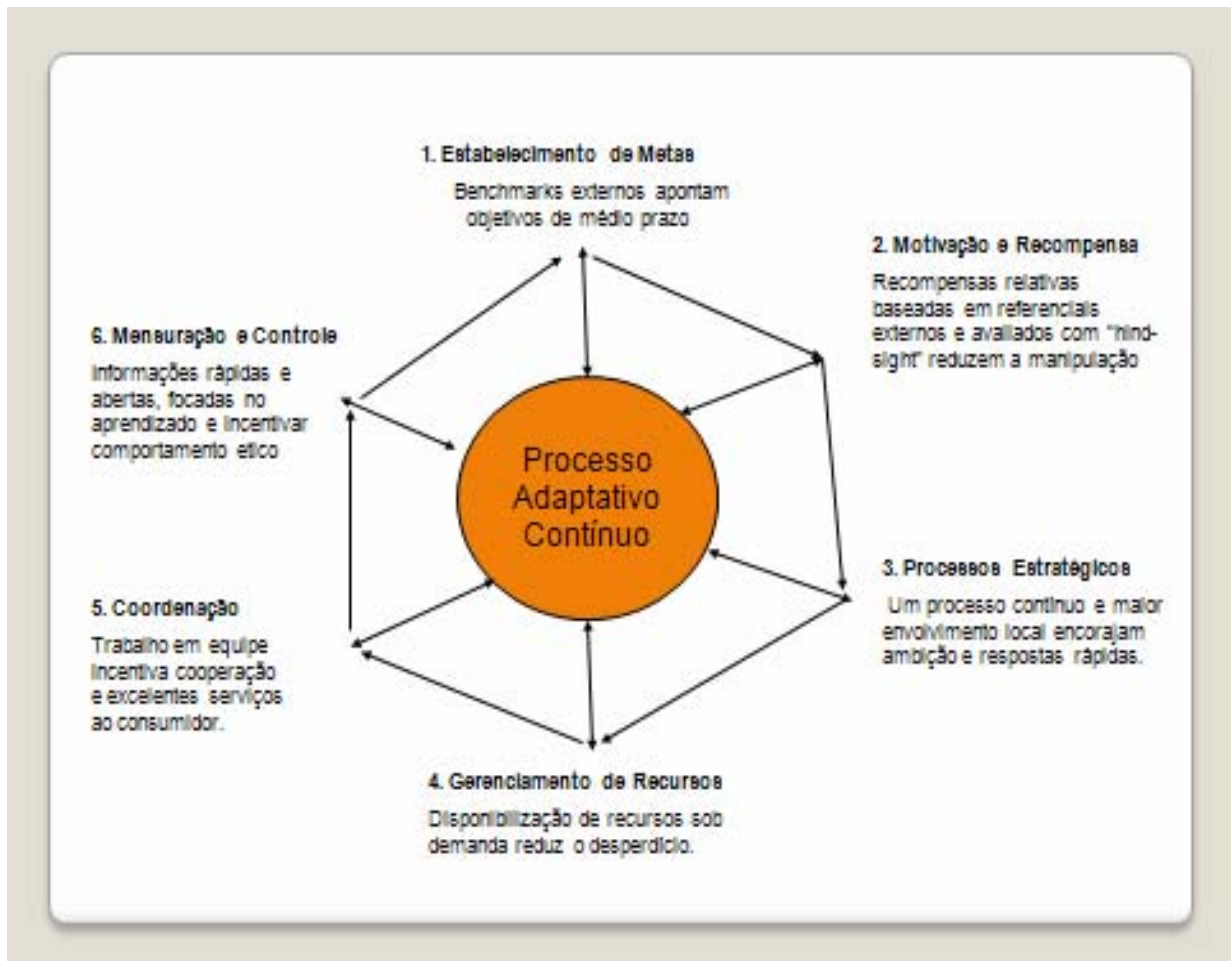 1. Estabelecimento de Metas
Benchmarks externos apontam
objetivos de médio prazo
2. Motivação e Recompensa
Recompensas relativas
baseadas em referenciais
externos e avaliados com "hind-
sight" reduzem a manipulação
3. Processos Estratégicos
Um processo contínuo e maior
envolvimento local encorajam
ambição e respostas rápidas.
4. Gerenciamento de Recursos
Disponibilização de recursos sob
demanda reduz o desperdício.
5. Coordenação
Trabalho em equipe
incentiva cooperação
e excelentes serviços
ao consumidor.
6. Mensuração e Controle
Informações rápidas e
abertas, focadas no
aprendizado e incentivar
comportamento etico
Processo
Adaptativo
Contínuo